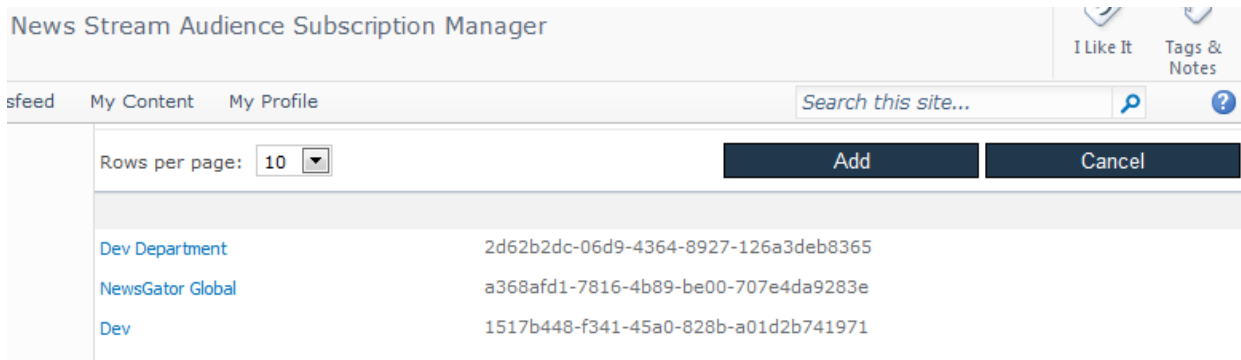 News Stream Audience Subscription Manager
I Like It
Tags &
Notes
sfeed My Content My Profile Search this site...
Rows per page: 10 Add Cancel
Dev Department 2d62b2dc-06d9-4364-8927-126a3deb8365
NewsGator Global a368afd1-7816-4b89-be00-707e4da9283e
Dev 1517b448-f341-45a0-828b-a01d2b741971